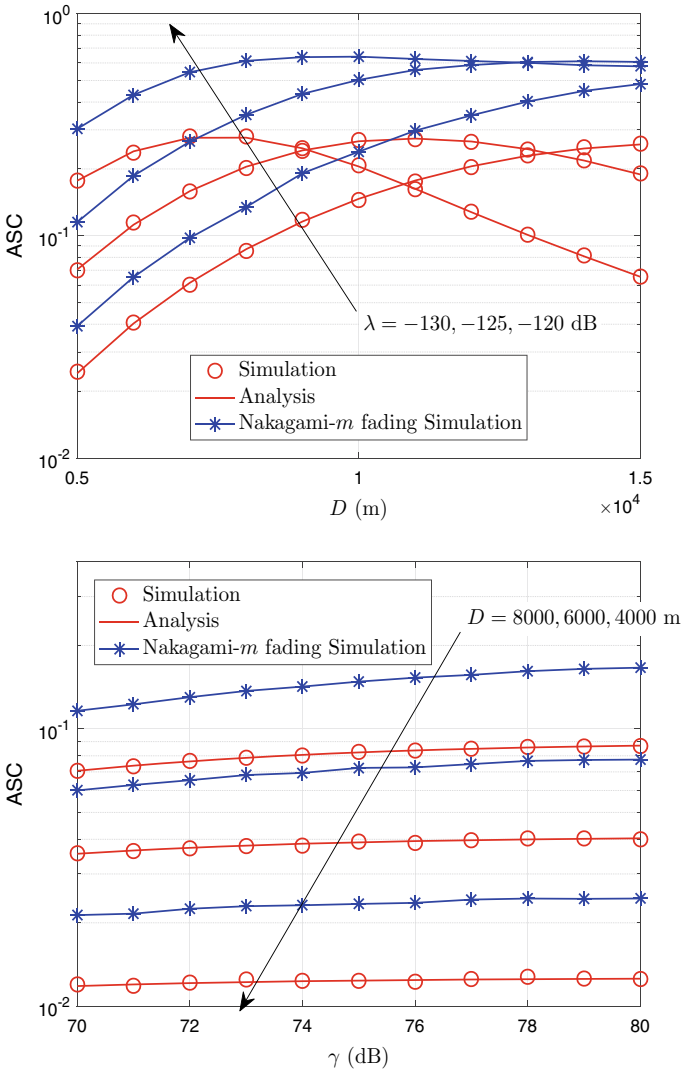 10^0
10^-1
10^-2
ASC
λ = −130, −125, −120 dB
Simulation
Analysis
Nakagami-m fading Simulation
0.5 1 1.5
D (m)
×10^4
Simulation
Analysis
Nakagami-m fading Simulation
D = 8000, 6000, 4000 m
10^-1
10^-2
ASC
70 72 74 76 78 80
γ (dB)